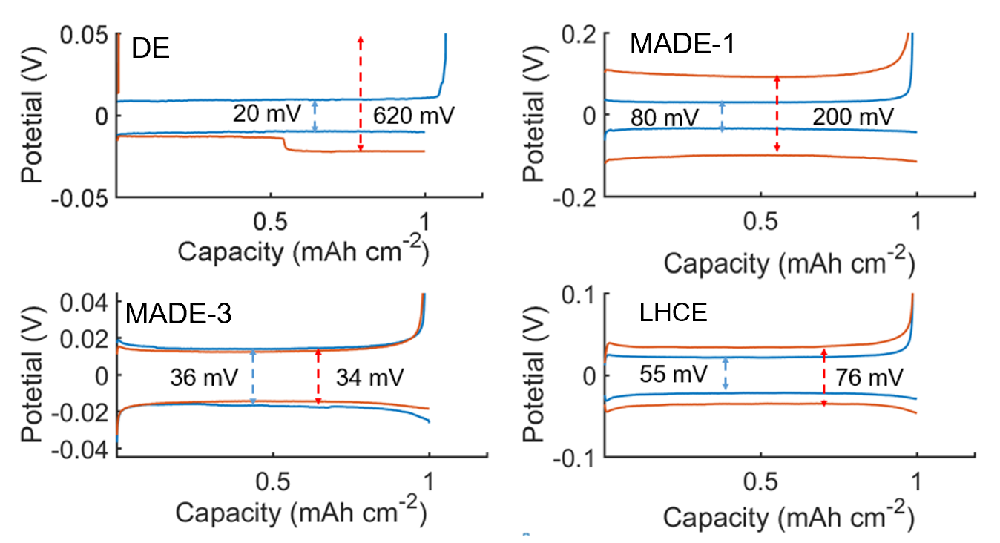 DE
0.05
0
-0.05
Potetial (V)
20 mV
620 mV
0.5
1
Capacity (mAh cm-2)
MADE-1
0.2
0
-0.2
Potetial (V)
80 mV
200 mV
0.5
1
Capacity (mAh cm-2)
MADE-3
0.04
0.02
0
-0.02
-0.04
Potetial (V)
36 mV
34 mV
0.5
1
Capacity (mAh cm-2)
LHCE
0.1
0
-0.1
Potetial (V)
55 mV
76 mV
0.5
1
Capacity (mAh cm-2)